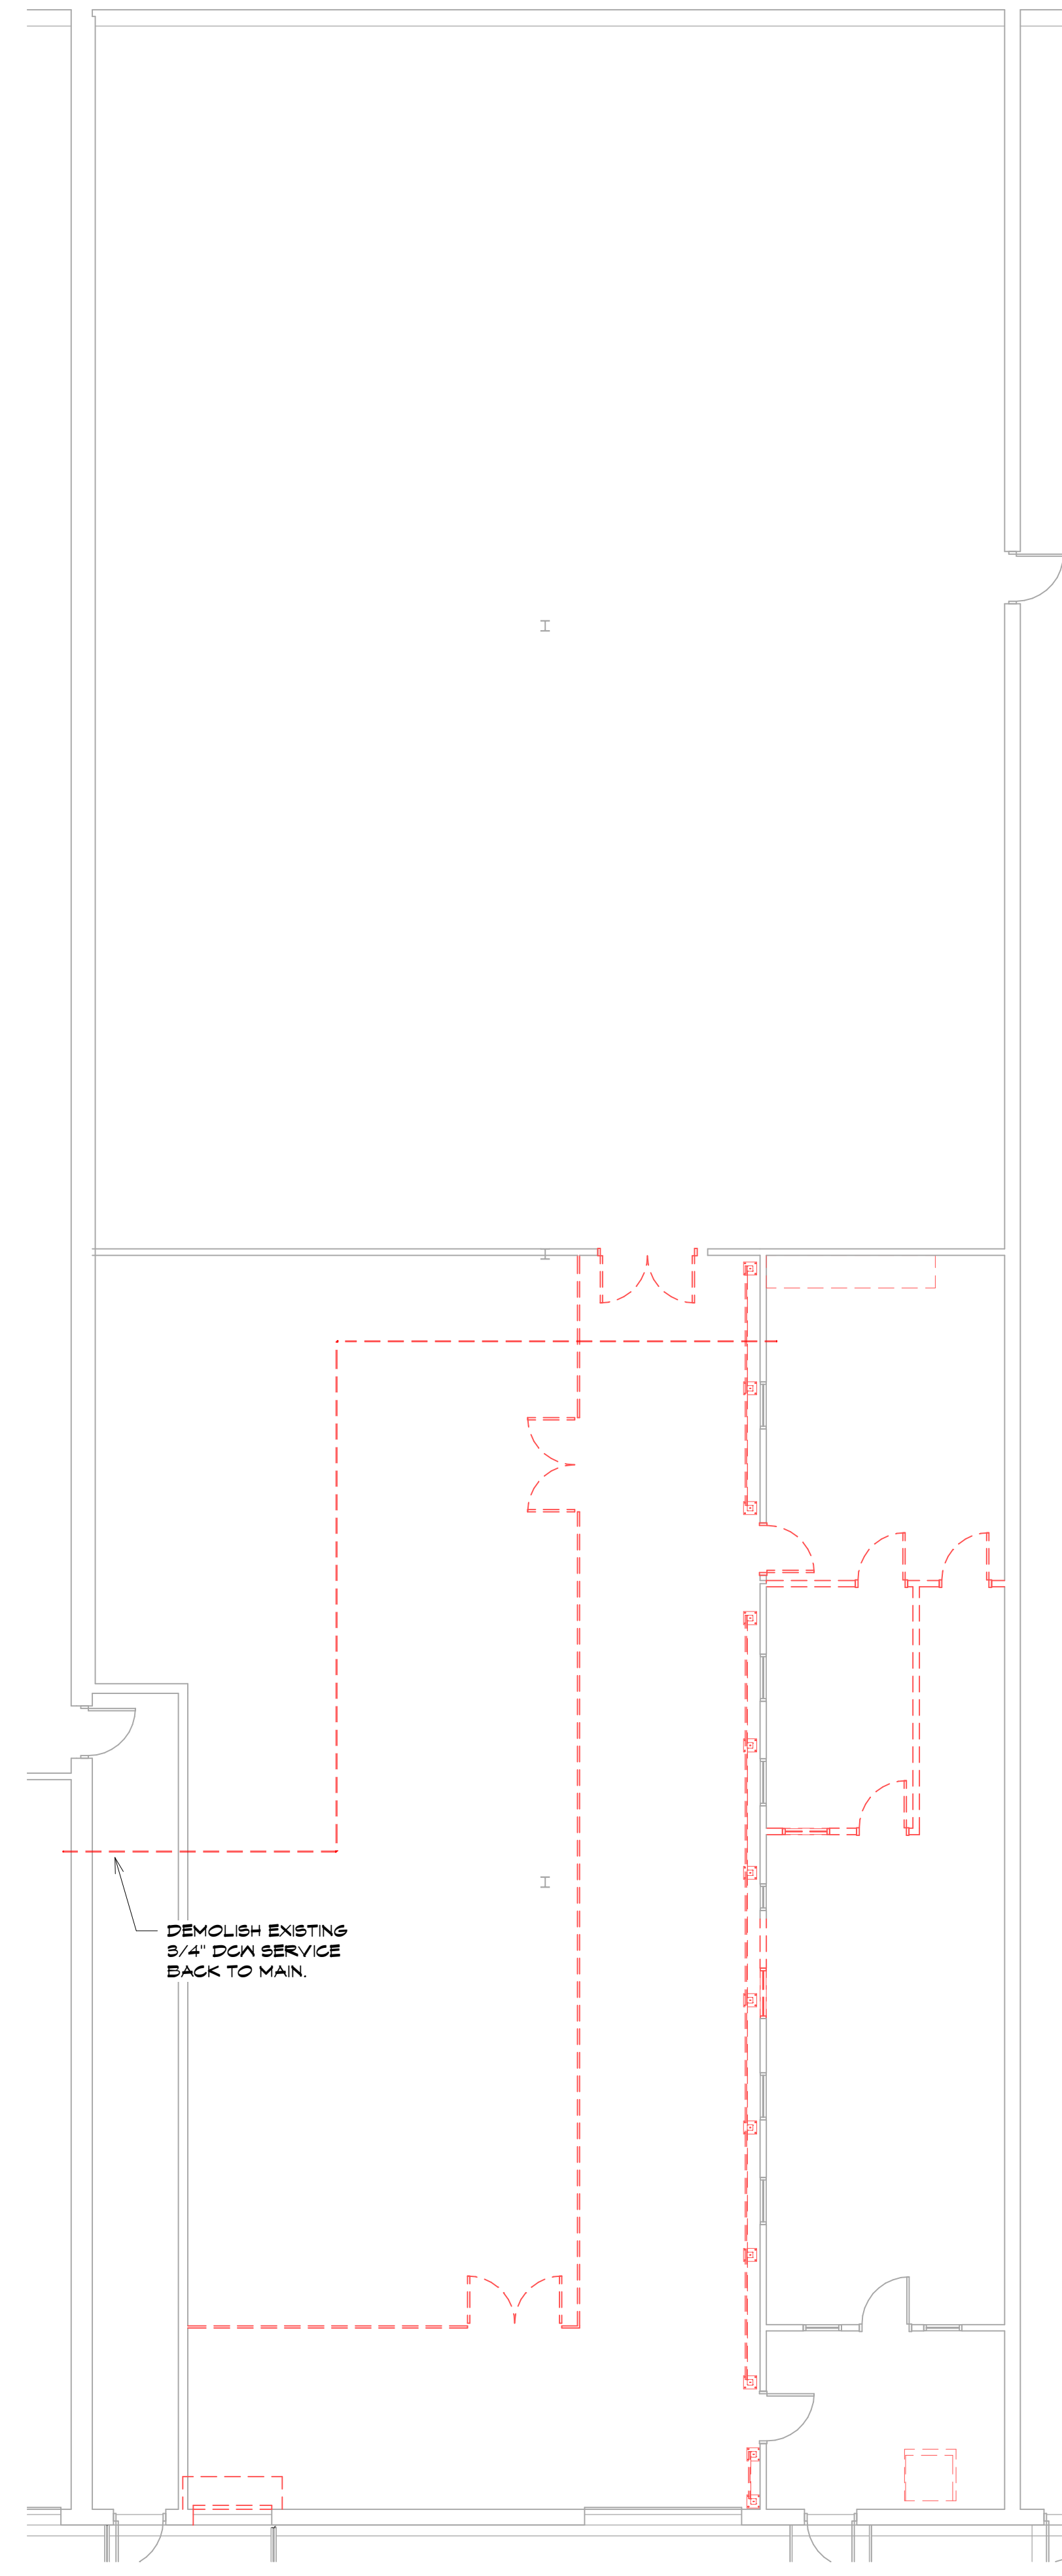 DEMOLISH EXISTING
3/4" DCW SERVICE
BACK TO MAIN.